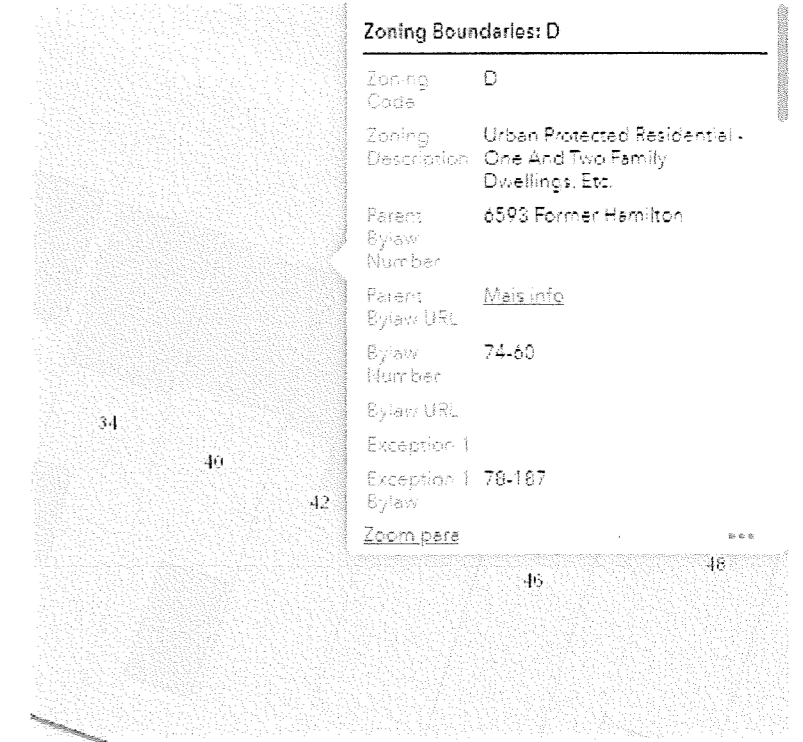 Zoning Boundaries: D
Zoning Code D
Zoning Description Urban Protected Residential -
One And Two Family
Dwellings, Etc.
Parent Bylaw Number 6593 Former Hamilton
Parent Bylaw URL Mais info
Bylaw Number 74-60
Bylaw URL
Exception 1
Exception 1 Bylaw 78-187
Zoom para
34
40
42
46
48